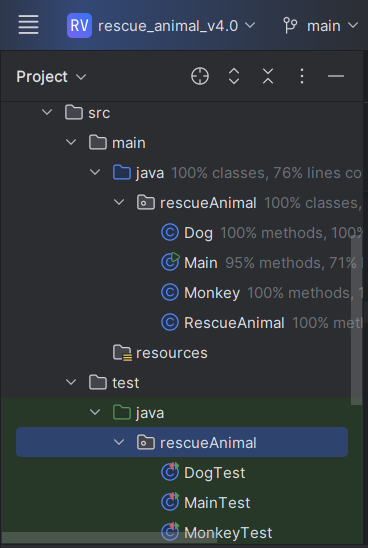 RV rescue_animal_v4.0 main
Project
src
main
java 100% classes, 76% lines co
rescueAnimal 100% classes,
Dog 100% methods, 100%
Main 95% methods, 71%
Monkey 100% methods, 1
RescueAnimal 100% met
resources
test
java
rescueAnimal
DogTest
MainTest
MonkeyTest